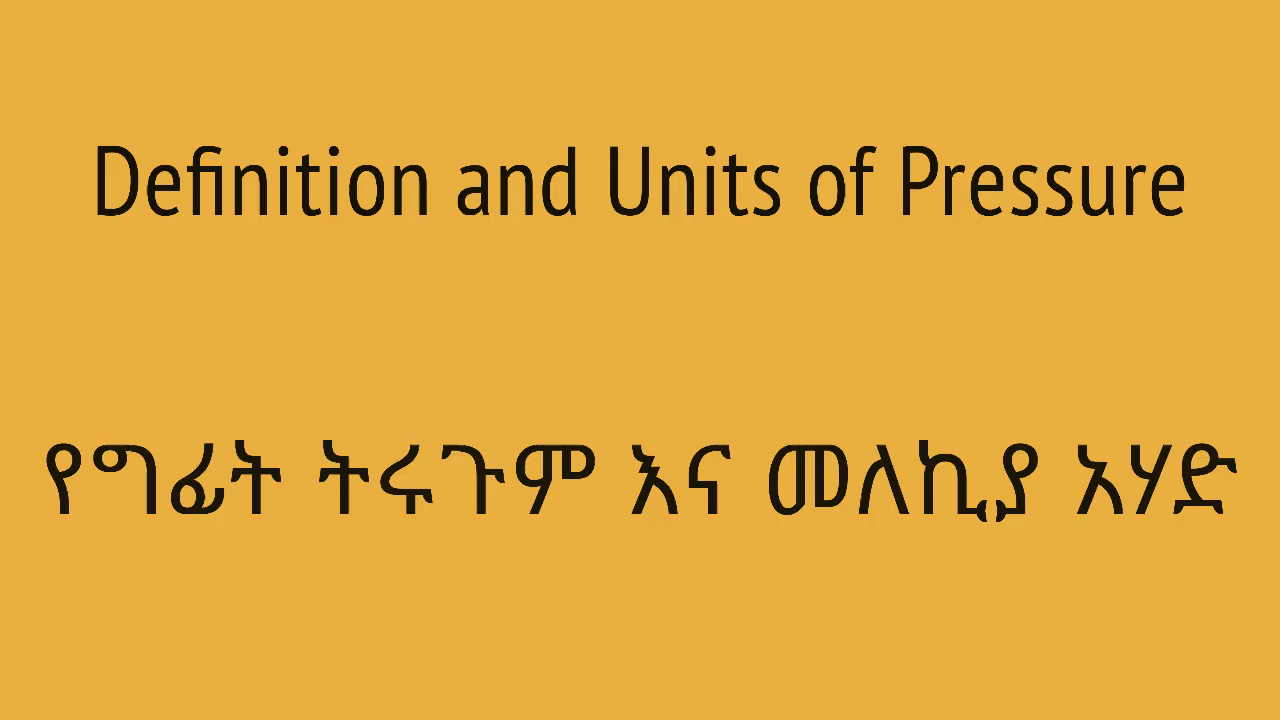 Definition and Units of Pressure
የግፊት ትሩጉም እና መለኪያ አሃድ